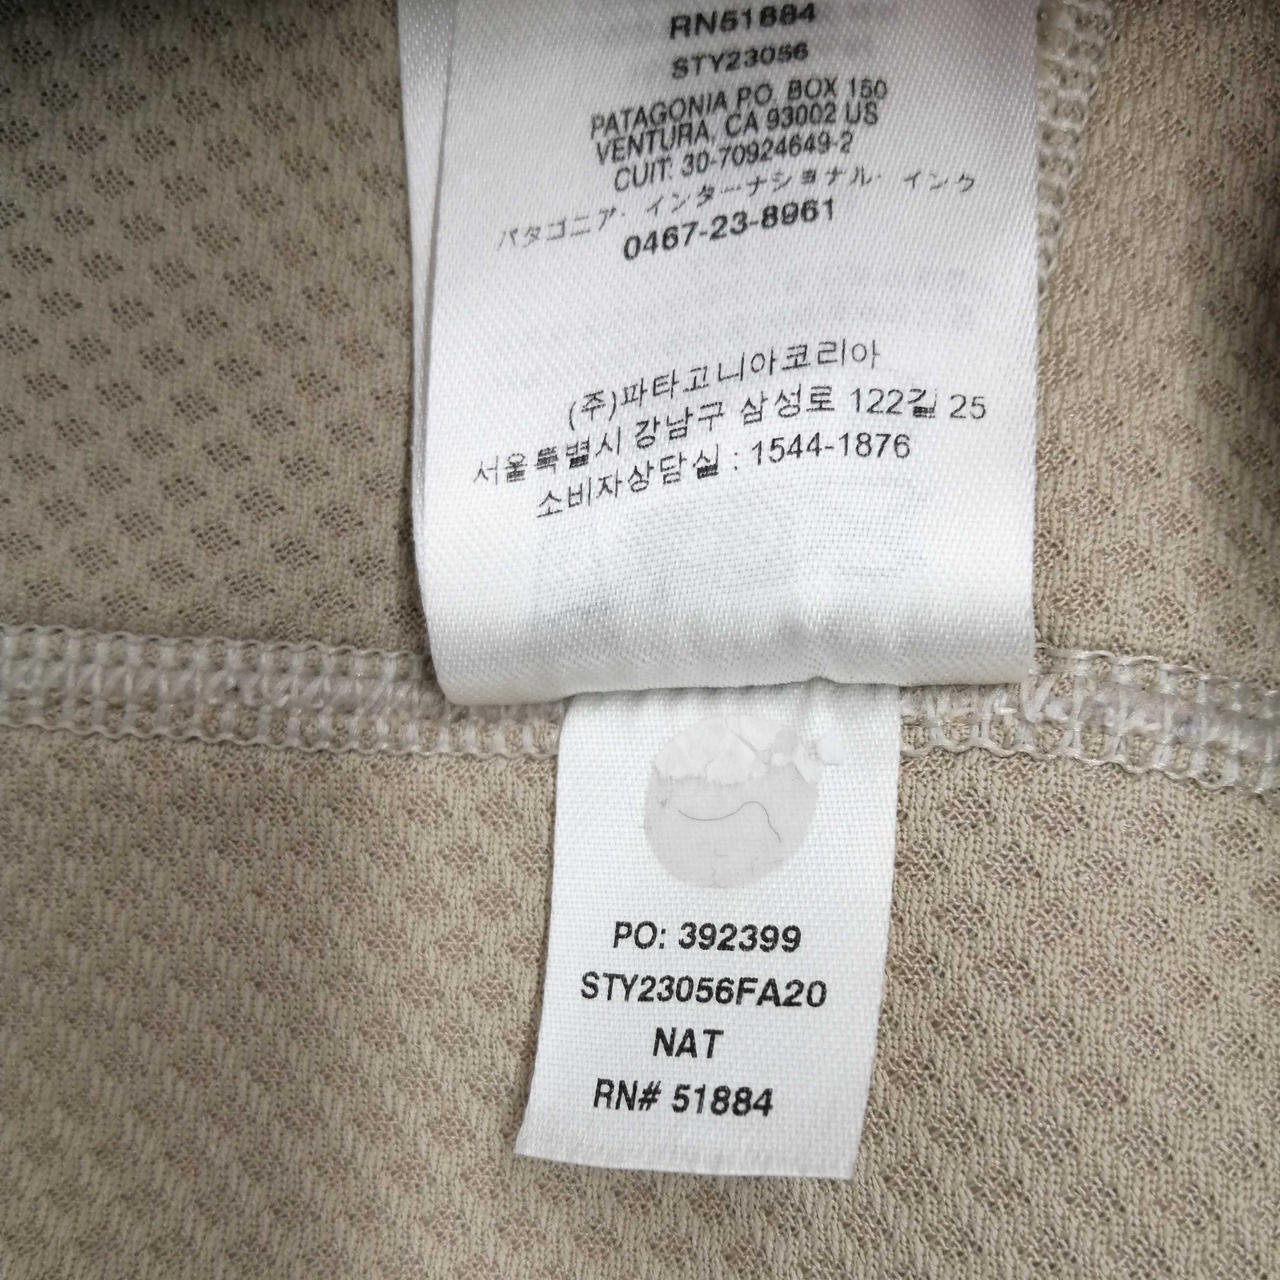 RN51884
STY23056
PATAGONIA P.O. BOX 150
VENTURA, CA 93002 US
CUIT: 30-70924649-2
パタゴニア・インターナショナル・インク
0467-23-8961
(주)파타고니아코리아
서울특별시 강남구 삼성로 122길 25
소비자상담실 : 1544-1876
PO: 392399
STY23056FA20
NAT
RN# 51884